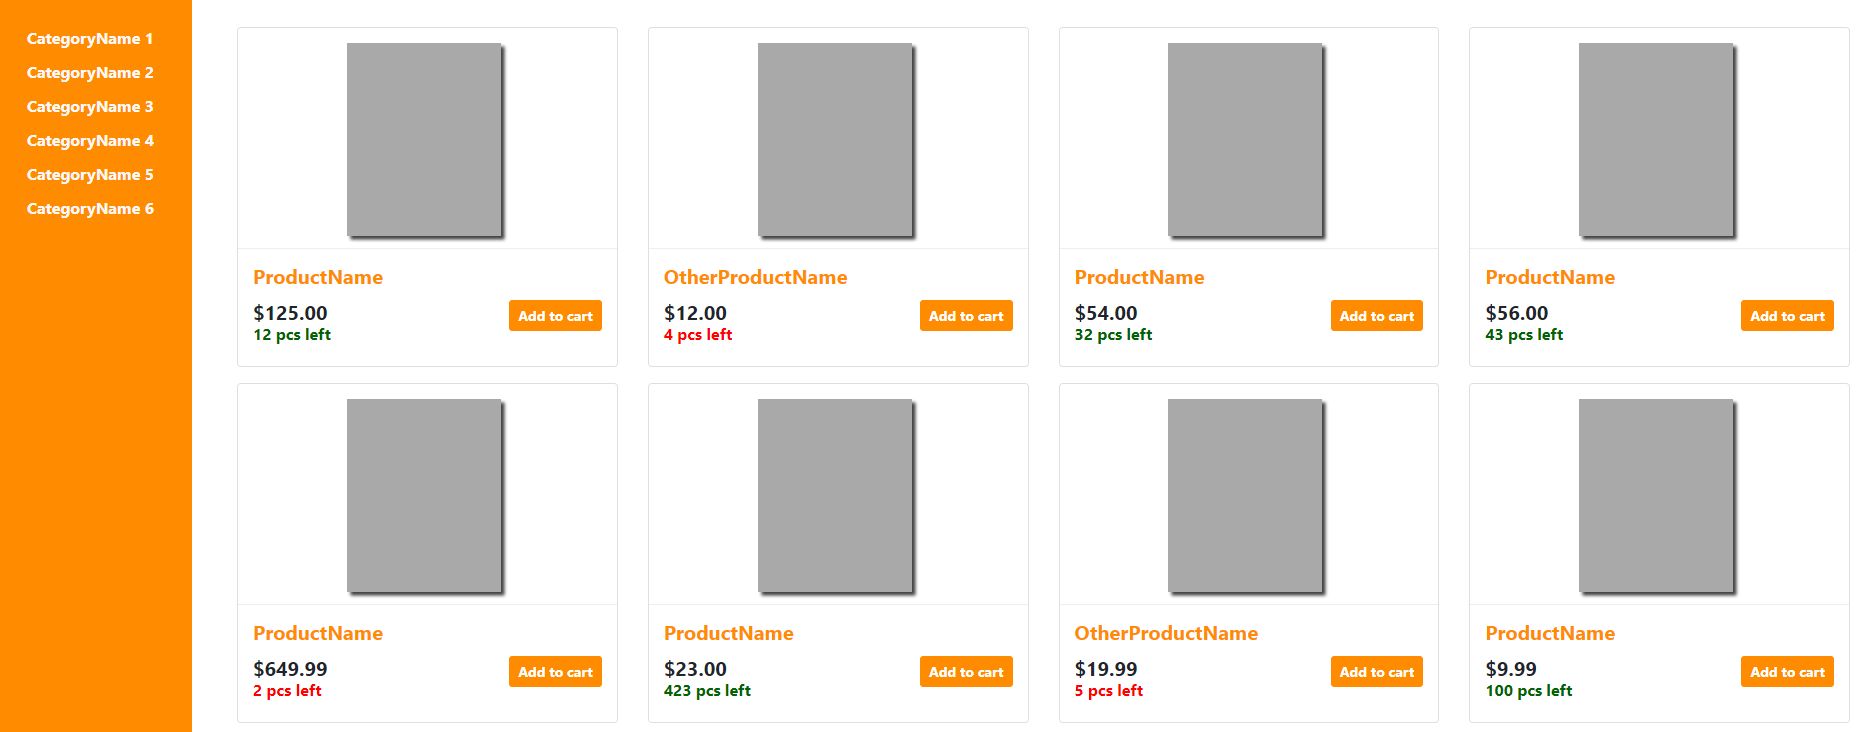 CategoryName 1
CategoryName 2
CategoryName 3
CategoryName 4
CategoryName 5
CategoryName 6
ProductName
$125.00
12 pcs left
Add to cart
OtherProductName
$12.00
4 pcs left
Add to cart
ProductName
$54.00
32 pcs left
Add to cart
ProductName
$56.00
43 pcs left
Add to cart
ProductName
$649.99
2 pcs left
Add to cart
ProductName
$23.00
423 pcs left
Add to cart
OtherProductName
$19.99
5 pcs left
Add to cart
ProductName
$9.99
100 pcs left
Add to cart